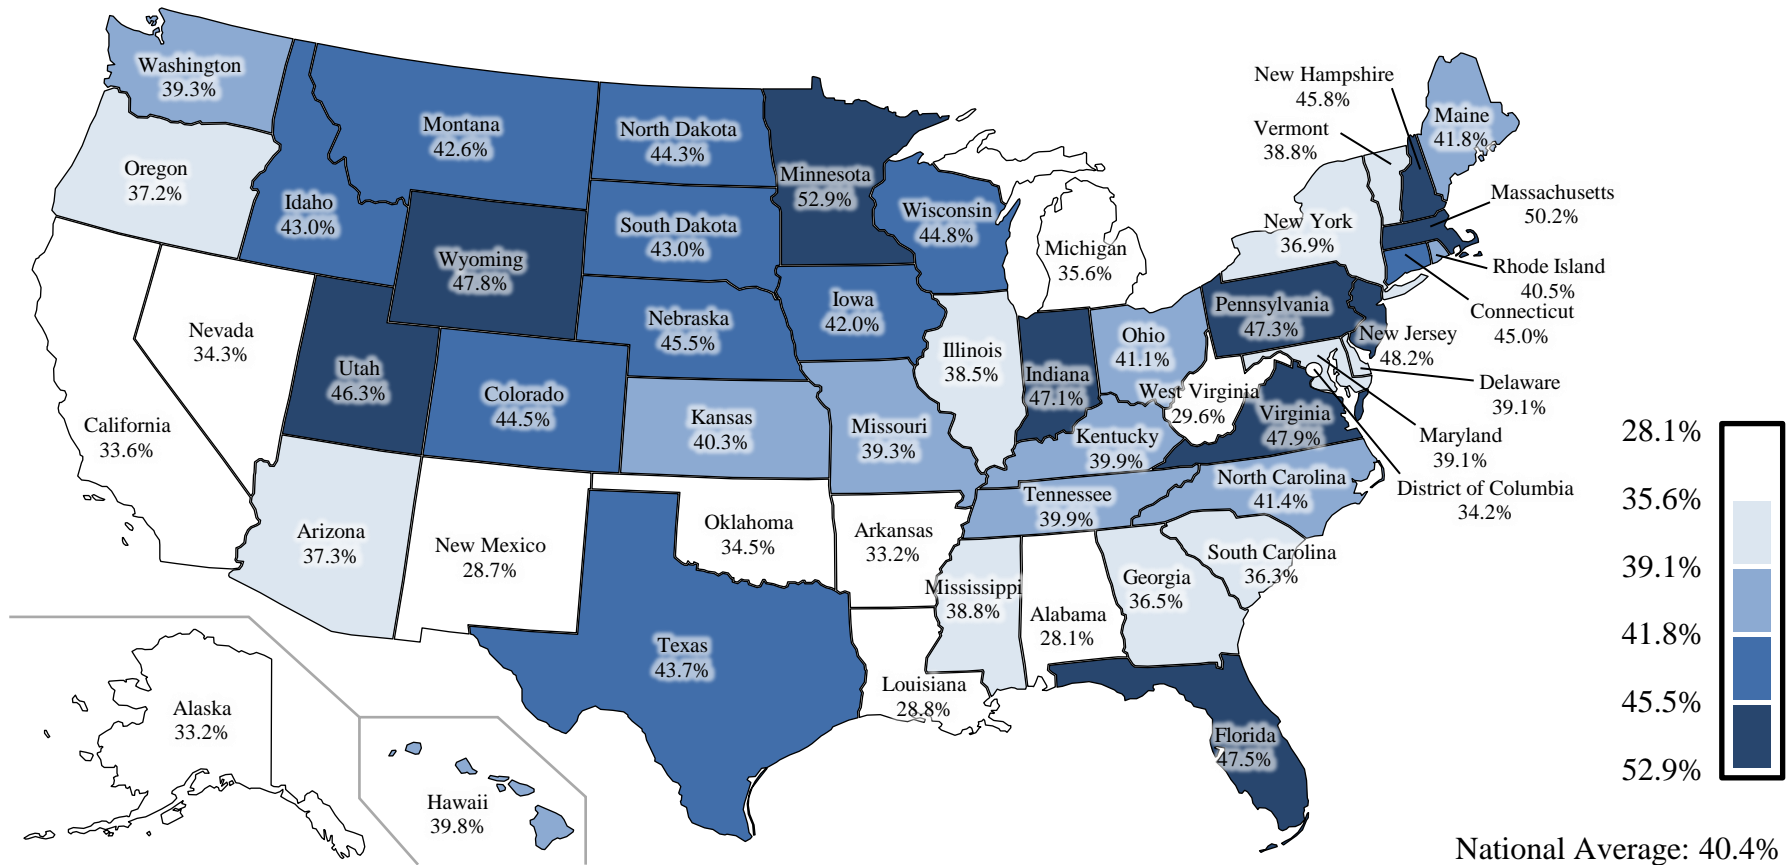 Washington
39.3%
Oregon
37.2%
Idaho
43.0%
Montana
42.6%
North Dakota
44.3%
Minnesota
52.9%
Wisconsin
44.8%
South Dakota
43.0%
Wyoming
47.8%
Michigan
35.6%
New York
36.9%
Vermont
38.8%
New Hampshire
45.8%
Maine
41.8%
Massachusetts
50.2%
Rhode Island
40.5%
Connecticut
45.0%
New Jersey
48.2%
Pennsylvania
47.3%
Delaware
39.1%
Maryland
39.1%
District of Columbia
34.2%
Nevada
34.3%
Utah
46.3%
Colorado
44.5%
Nebraska
45.5%
Iowa
42.0%
Illinois
38.5%
Indiana
47.1%
Ohio
41.1%
West Virginia
29.6%
Virginia
47.9%
California
33.6%
Kansas
40.3%
Missouri
39.3%
Kentucky
39.9%
North Carolina
41.4%
Tennessee
39.9%
Arizona
37.3%
New Mexico
28.7%
Oklahoma
34.5%
Arkansas
33.2%
South Carolina
36.3%
Mississippi
38.8%
Alabama
28.1%
Georgia
36.5%
Texas
43.7%
Louisiana
28.8%
Florida
47.5%
Alaska
33.2%
Hawaii
39.8%
28.1%
35.6%
39.1%
41.8%
45.5%
52.9%
National Average: 40.4%